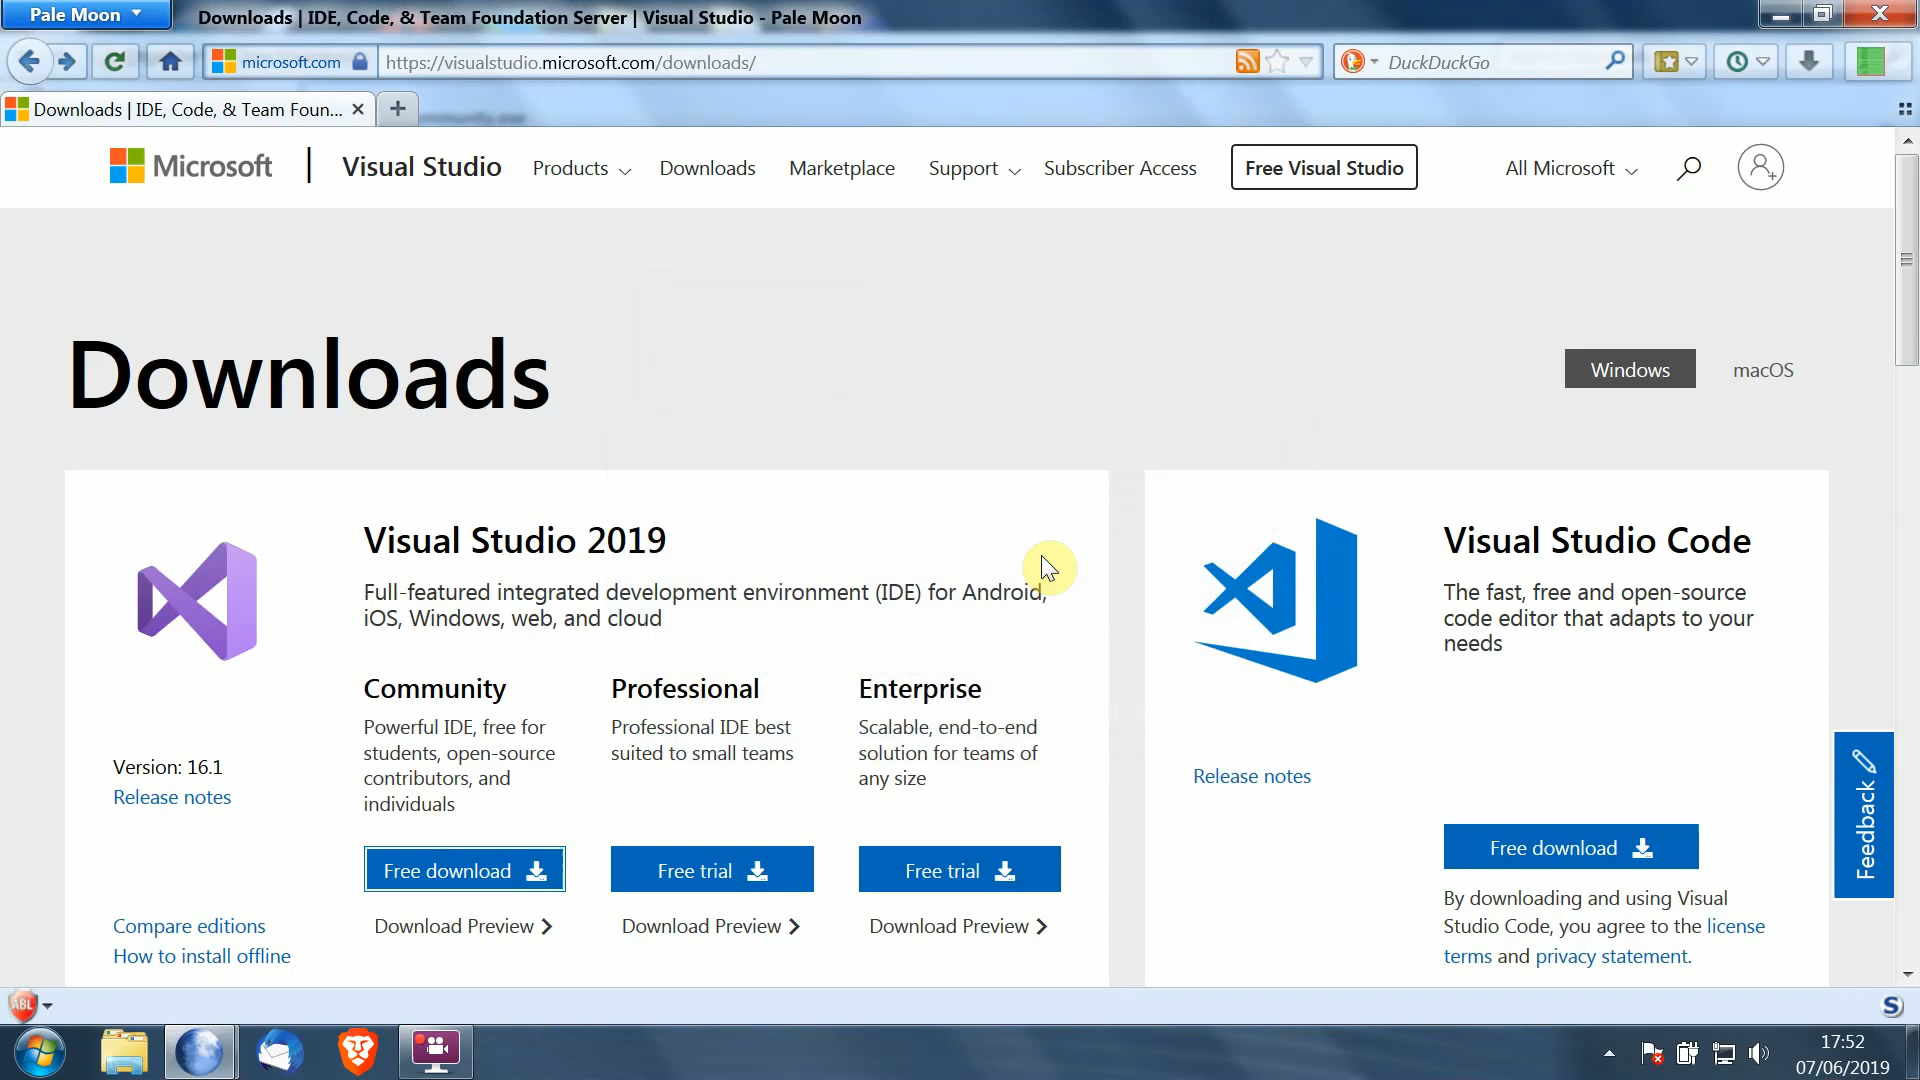 Pale Moon
Downloads | IDE, Code, & Team Foundation Server | Visual Studio - Pale Moon
microsoft.com
https://visualstudio.microsoft.com/downloads/
DuckDuckGo
Downloads | IDE, Code, & Team Foun...
Microsoft
Visual Studio
Products
Downloads
Marketplace
Support
Subscriber Access
Free Visual Studio
All Microsoft
Downloads
Windows
macOS
Visual Studio 2019
Full-featured integrated development environment (IDE) for Android,
iOS, Windows, web, and cloud
Version: 16.1
Release notes
Compare editions
How to install offline
Community
Powerful IDE, free for
students, open-source
contributors, and
individuals
Free download
Download Preview
Professional
Professional IDE best
suited to small teams
Free trial
Download Preview
Enterprise
Scalable, end-to-end
solution for teams of
any size
Free trial
Download Preview
Visual Studio Code
The fast, free and open-source
code editor that adapts to your
needs
Release notes
Free download
By downloading and using Visual
Studio Code, you agree to the license
terms and privacy statement.
Feedback
ABL
S
17:52
07/06/2019